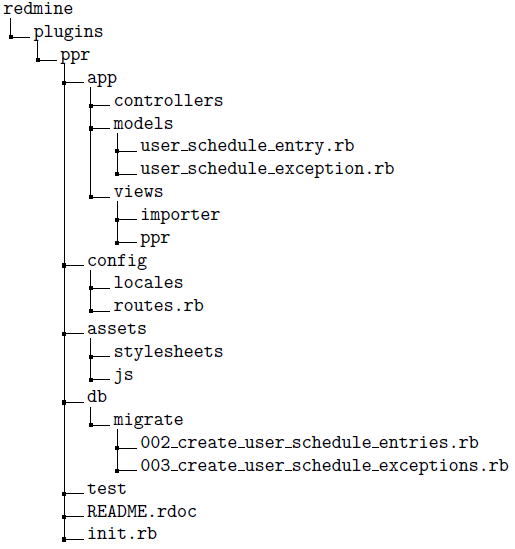 redmine
plugins
ppr
app
controllers
models
user_schedule_entry.rb
user_schedule_exception.rb
views
importer
ppr
config
locales
routes.rb
assets
stylesheets
js
db
migrate
002_create_user_schedule_entries.rb
003_create_user_schedule_exceptions.rb
test
README.rdoc
init.rb